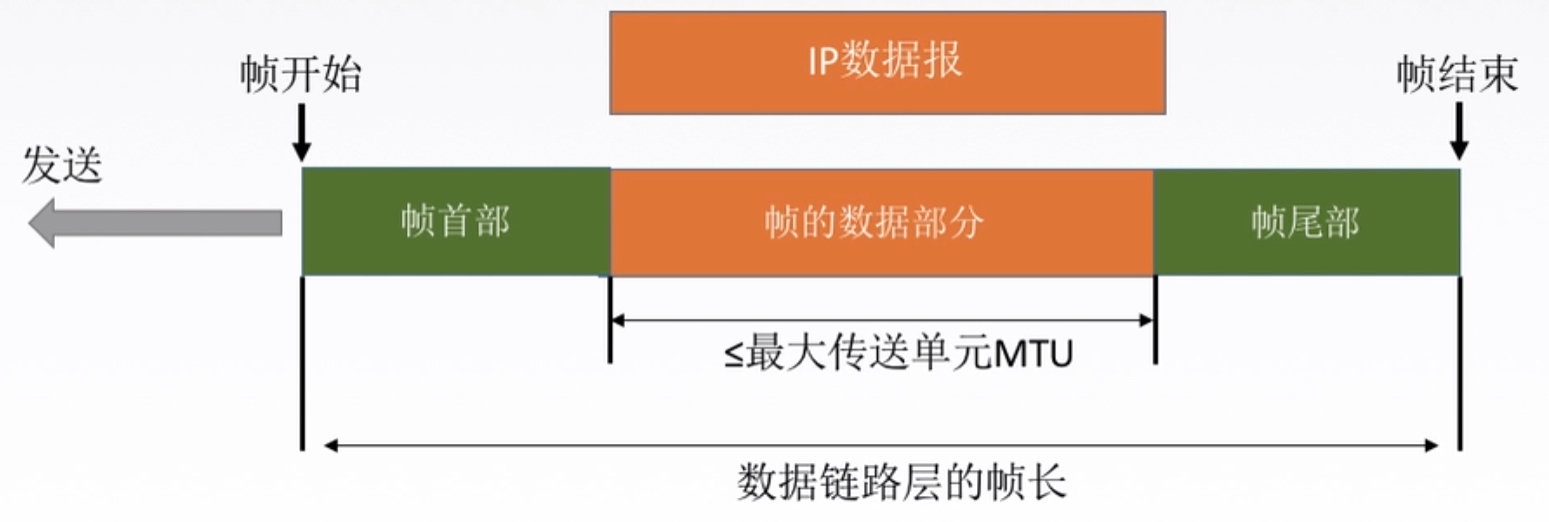 IP数据报
帧开始
帧结束
发送
帧首部
帧的数据部分
帧尾部
≤最大传送单元MTU
数据链路层的帧长